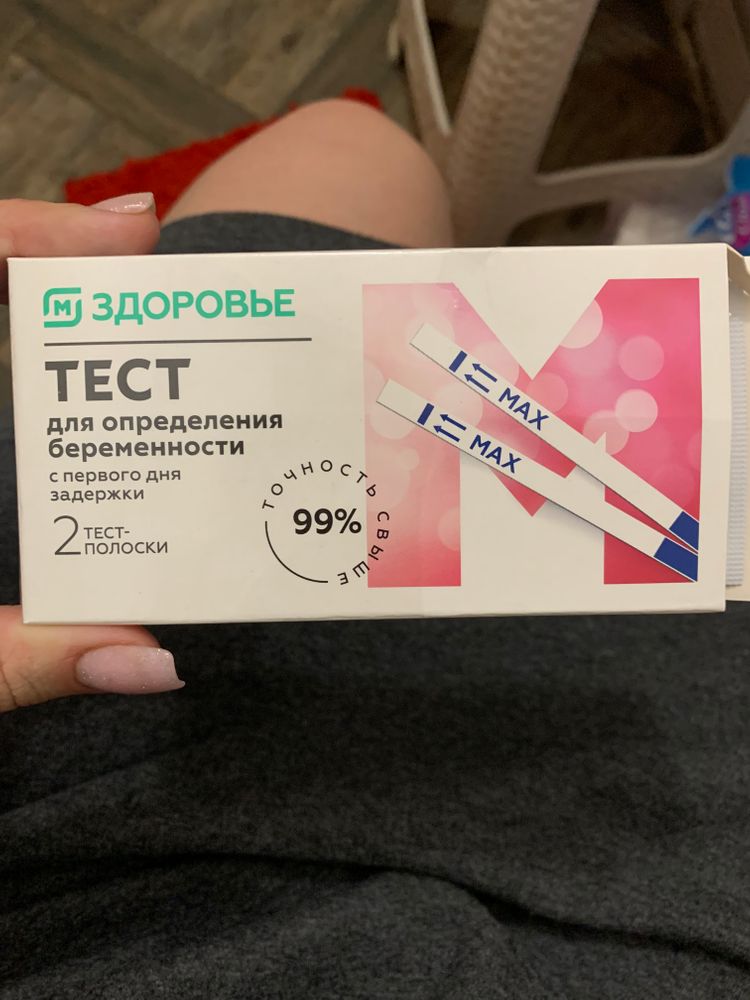 М ЗДОРОВЬЕ
ТЕСТ
для определения
беременности
с первого дня
задержки
2 ТЕСТ-
ПОЛОСКИ
ТОЧНОСТЬ СВЫШЕ
99%
MAX
MAX